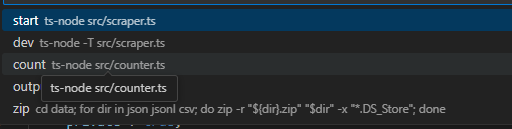 start ts-node src/scraper.ts
dev ts-node -T src/scraper.ts
count ts-node src/counter.ts
outp
ts-node src/counter.ts
zip cd data; for dir in json jsonl csv; do zip -r "${dir}.zip" "$dir" -x "*.DS_Store"; done